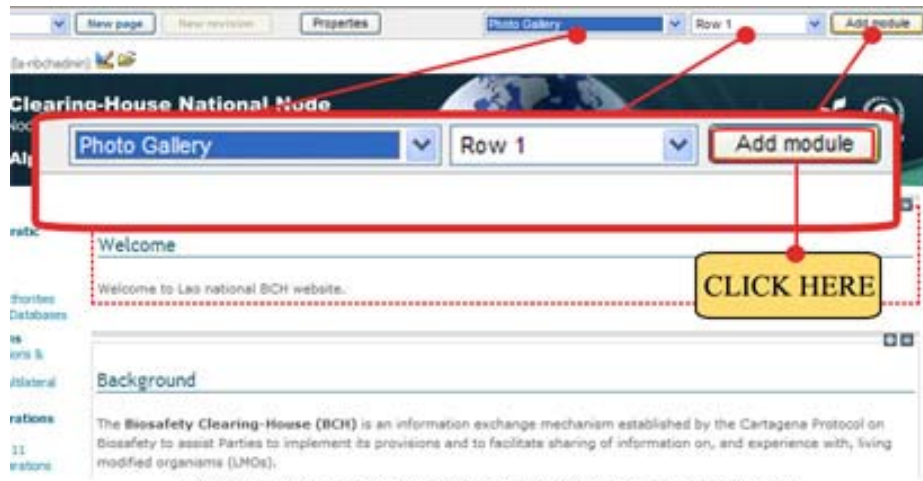 New page New revision Properties Photo Gallery Row 1 Add module
Clearing-House National Node
Photo Gallery Row 1 Add module
Welcome
Welcome to Lao national BCH website.
CLICK HERE
Databases
Background
The Biosafety Clearing-House (BCH) is an information exchange mechanism established by the Cartagena Protocol on
Biosafety to assist Parties to implement its provisions and to facilitate sharing of information on, and experience with, living
modified organisms (LMOs).